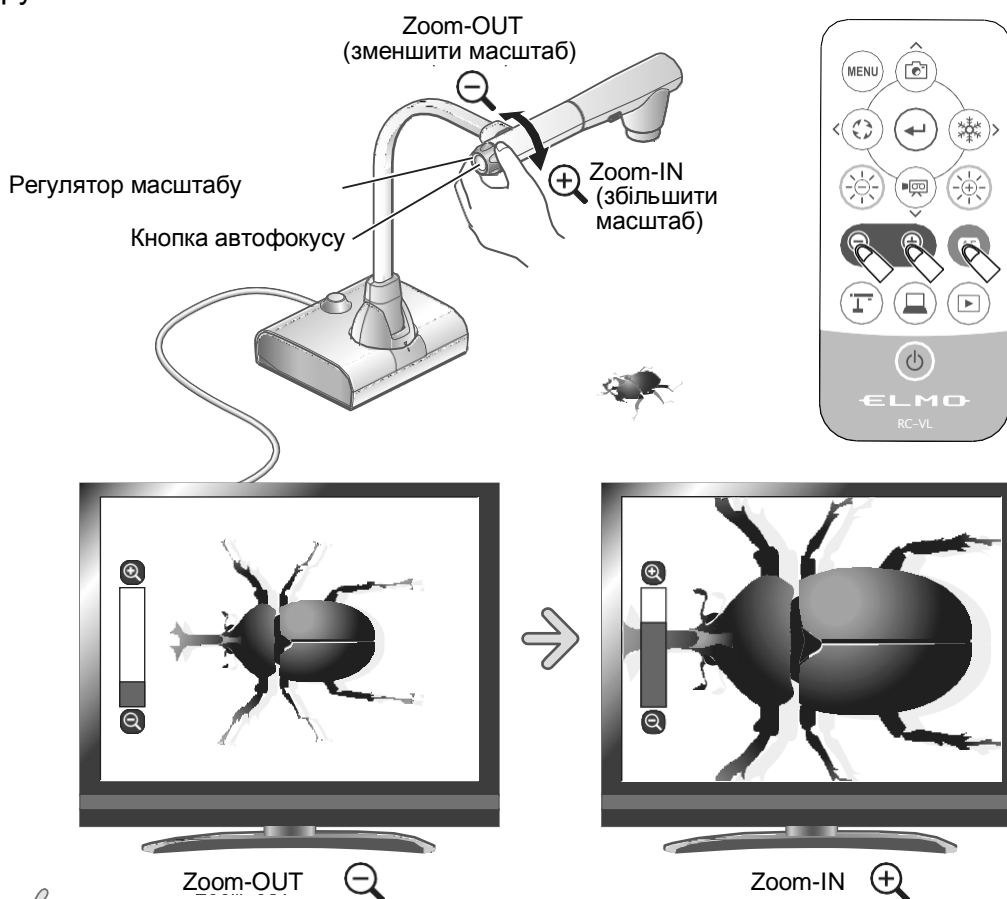 Zoom-OUT
(зменшити масштаб)
Регулятор масштабу
Кнопка автофокусу
Zoom-IN
(збільшити
масштаб)
MENU
ELMO
RC-VL
Zoom-OUT
Zoom-IN